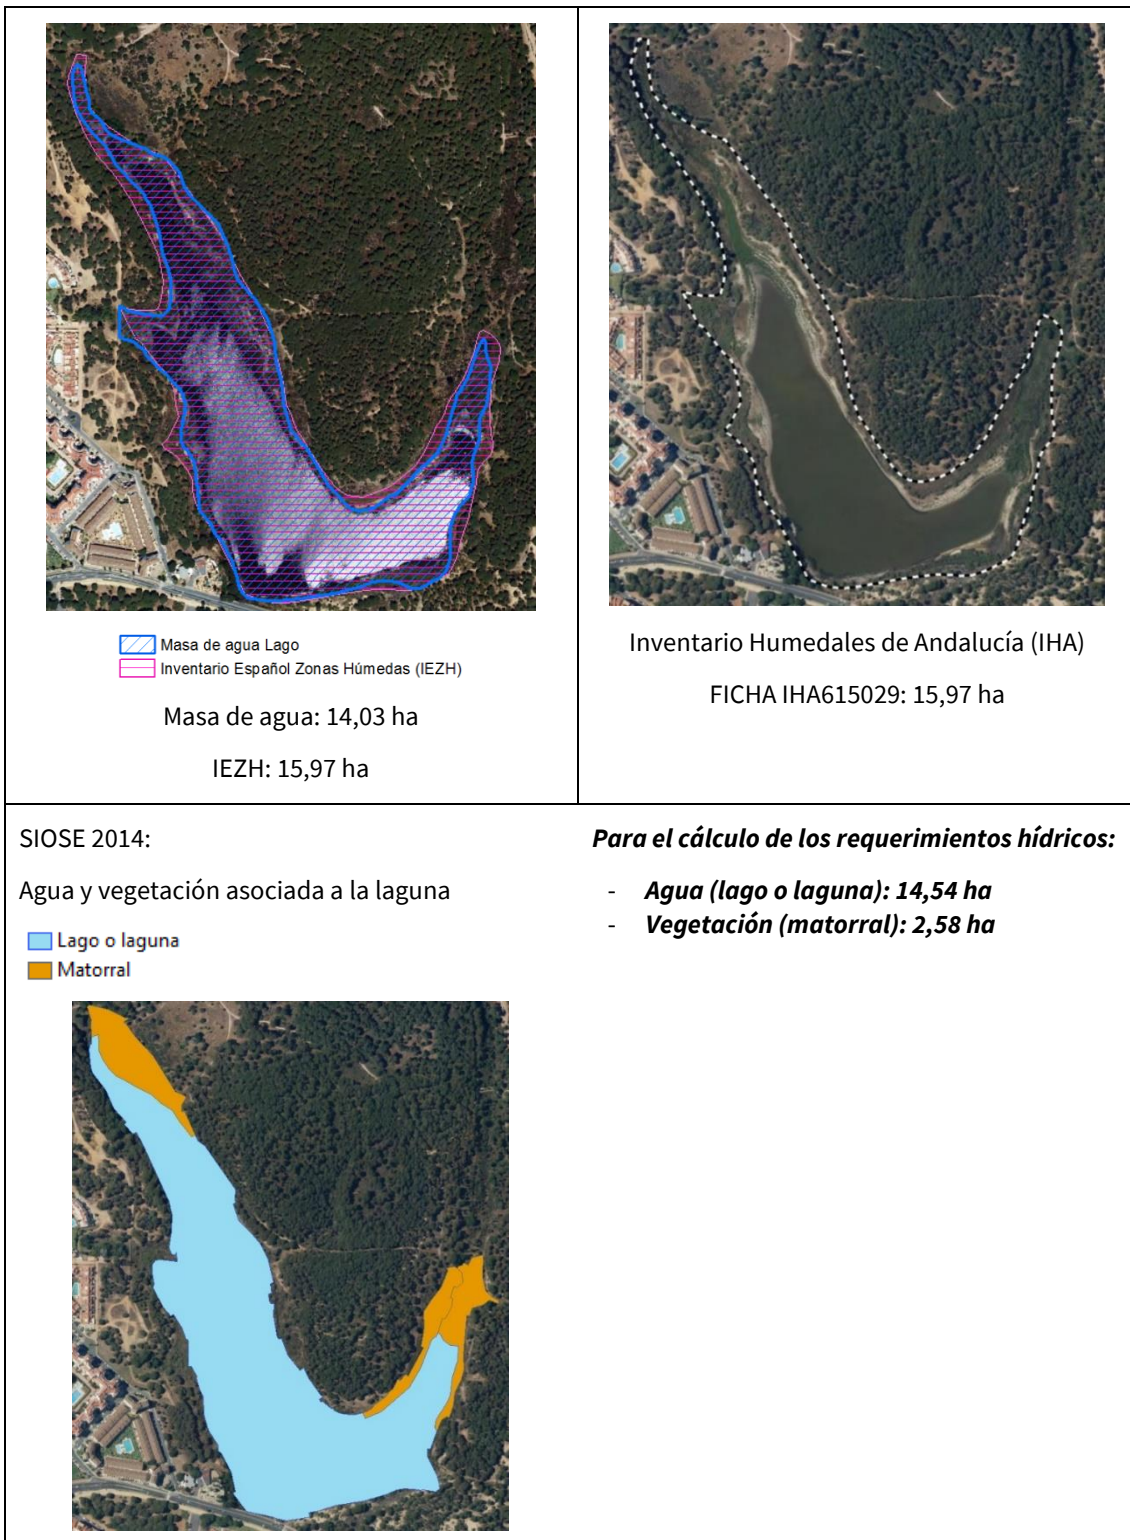 Masa de agua Lago
Inventario Español Zonas Húmedas (IEZH)
Masa de agua: 14,03 ha
IEZH: 15,97 ha
Inventario Humedales de Andalucía (IHA)
FICHA IHA615029: 15,97 ha
SIOSE 2014:
Agua y vegetación asociada a la laguna
Lago o laguna
Matorral
Para el cálculo de los requerimientos hídricos:
- Agua (lago o laguna): 14,54 ha
- Vegetación (matorral): 2,58 ha